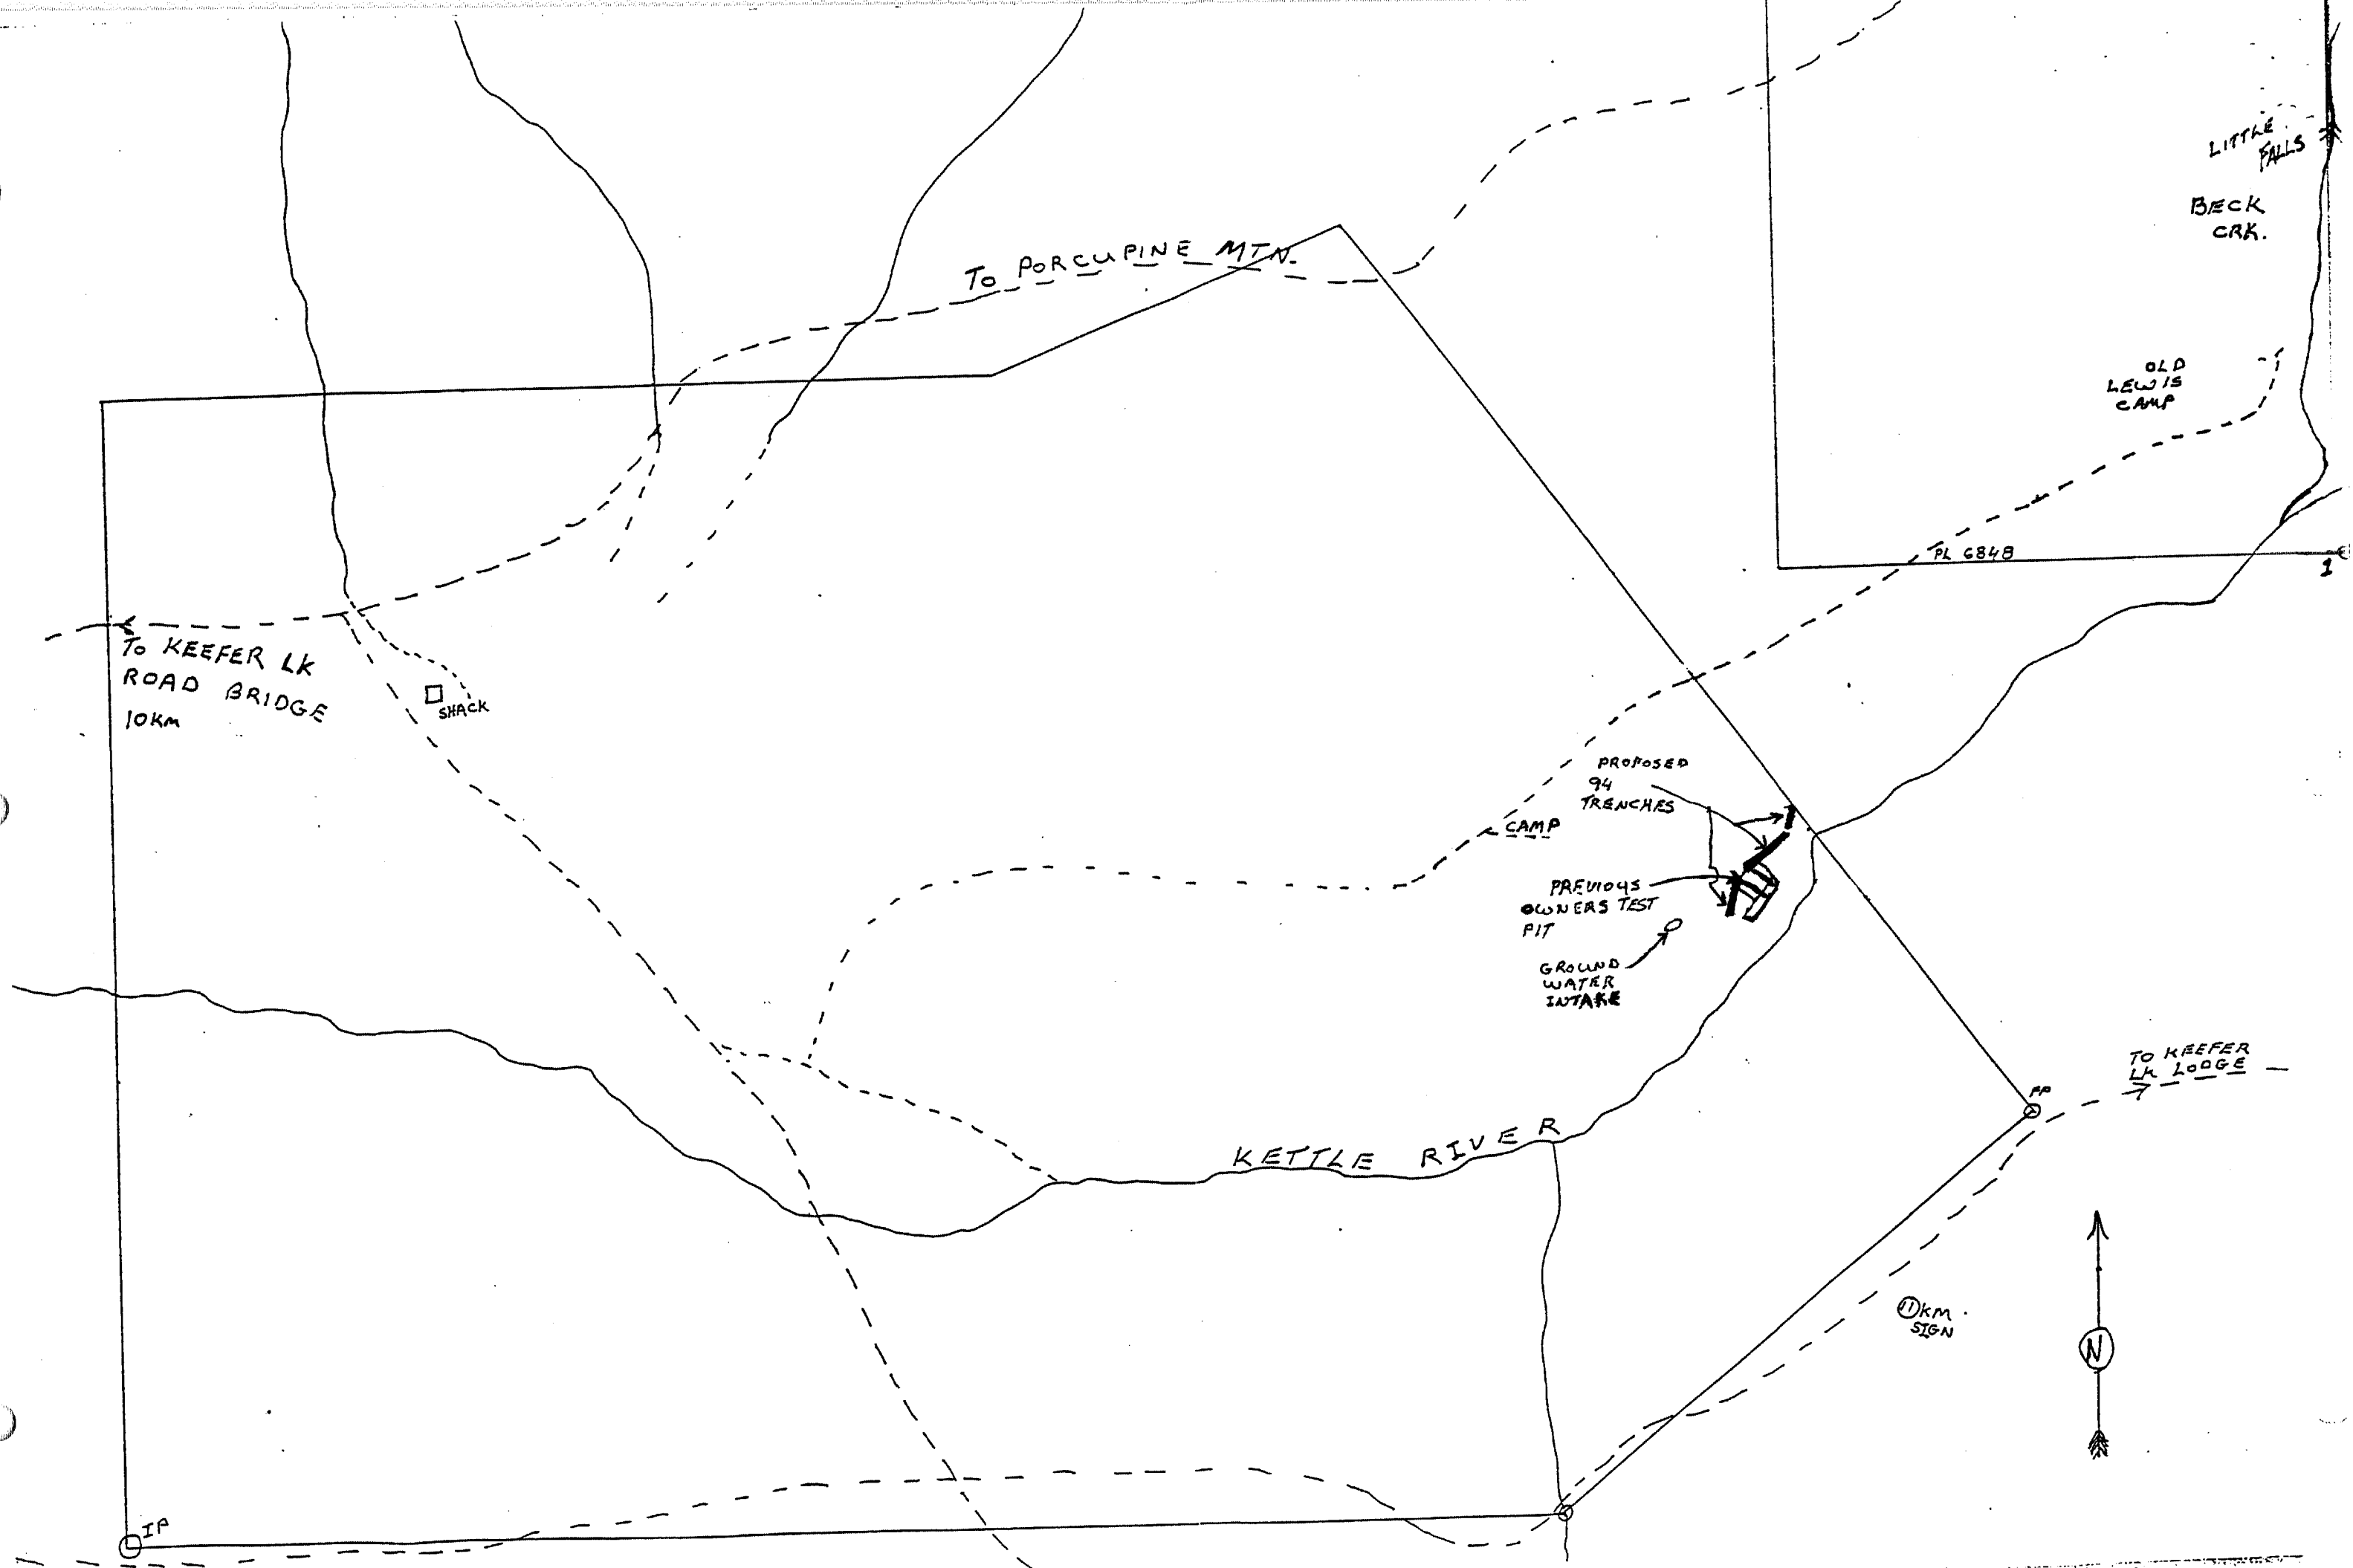 LITTLE
FALLS
BECK
CRK.
TO PORCUPINE MTN.
OLD
LEWIS
CAMP
PL 6848
1
TO KEEFER LK
ROAD BRIDGE
10KM
SHACK
PROPOSED
94
TRENCHES
CAMP
PREVIOUS
OWNERS TEST
PIT
GROUND
WATER
INTAKE
TO KEEFER
LK LODGE
FP
KETTLE RIVER
11 KM
SIGN
N
IP